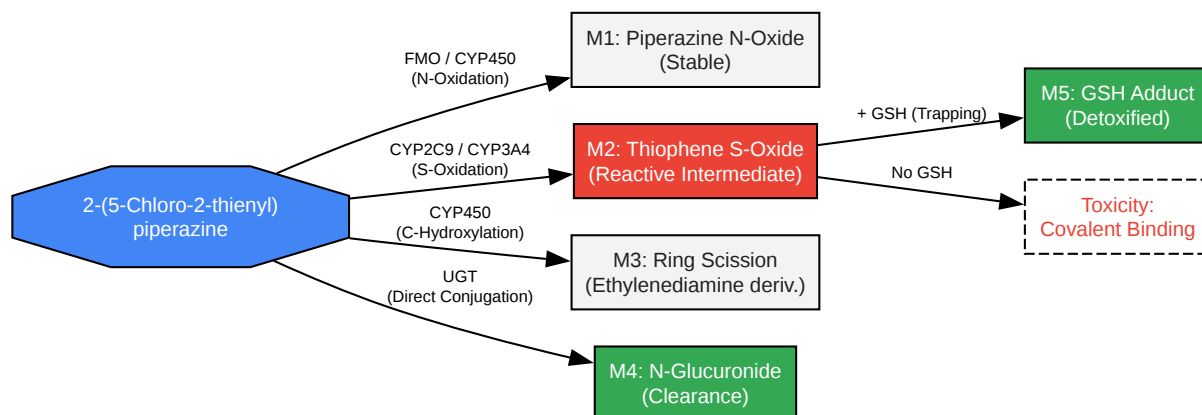 2-(5-Chloro-2-thienyl)
piperazine
FMO / CYP450
(N-Oxidation)
M1: Piperazine N-Oxide
(Stable)
CYP2C9 / CYP3A4
(S-Oxidation)
M2: Thiophene S-Oxide
(Reactive Intermediate)
CYP450
(C-Hydroxylation)
M3: Ring Scission
(Ethylenediamine deriv.)
UGT
(Direct Conjugation)
M4: N-Glucuronide
(Clearance)
+ GSH (Trapping)
M5: GSH Adduct
(Detoxified)
No GSH
Toxicity:
Covalent Binding